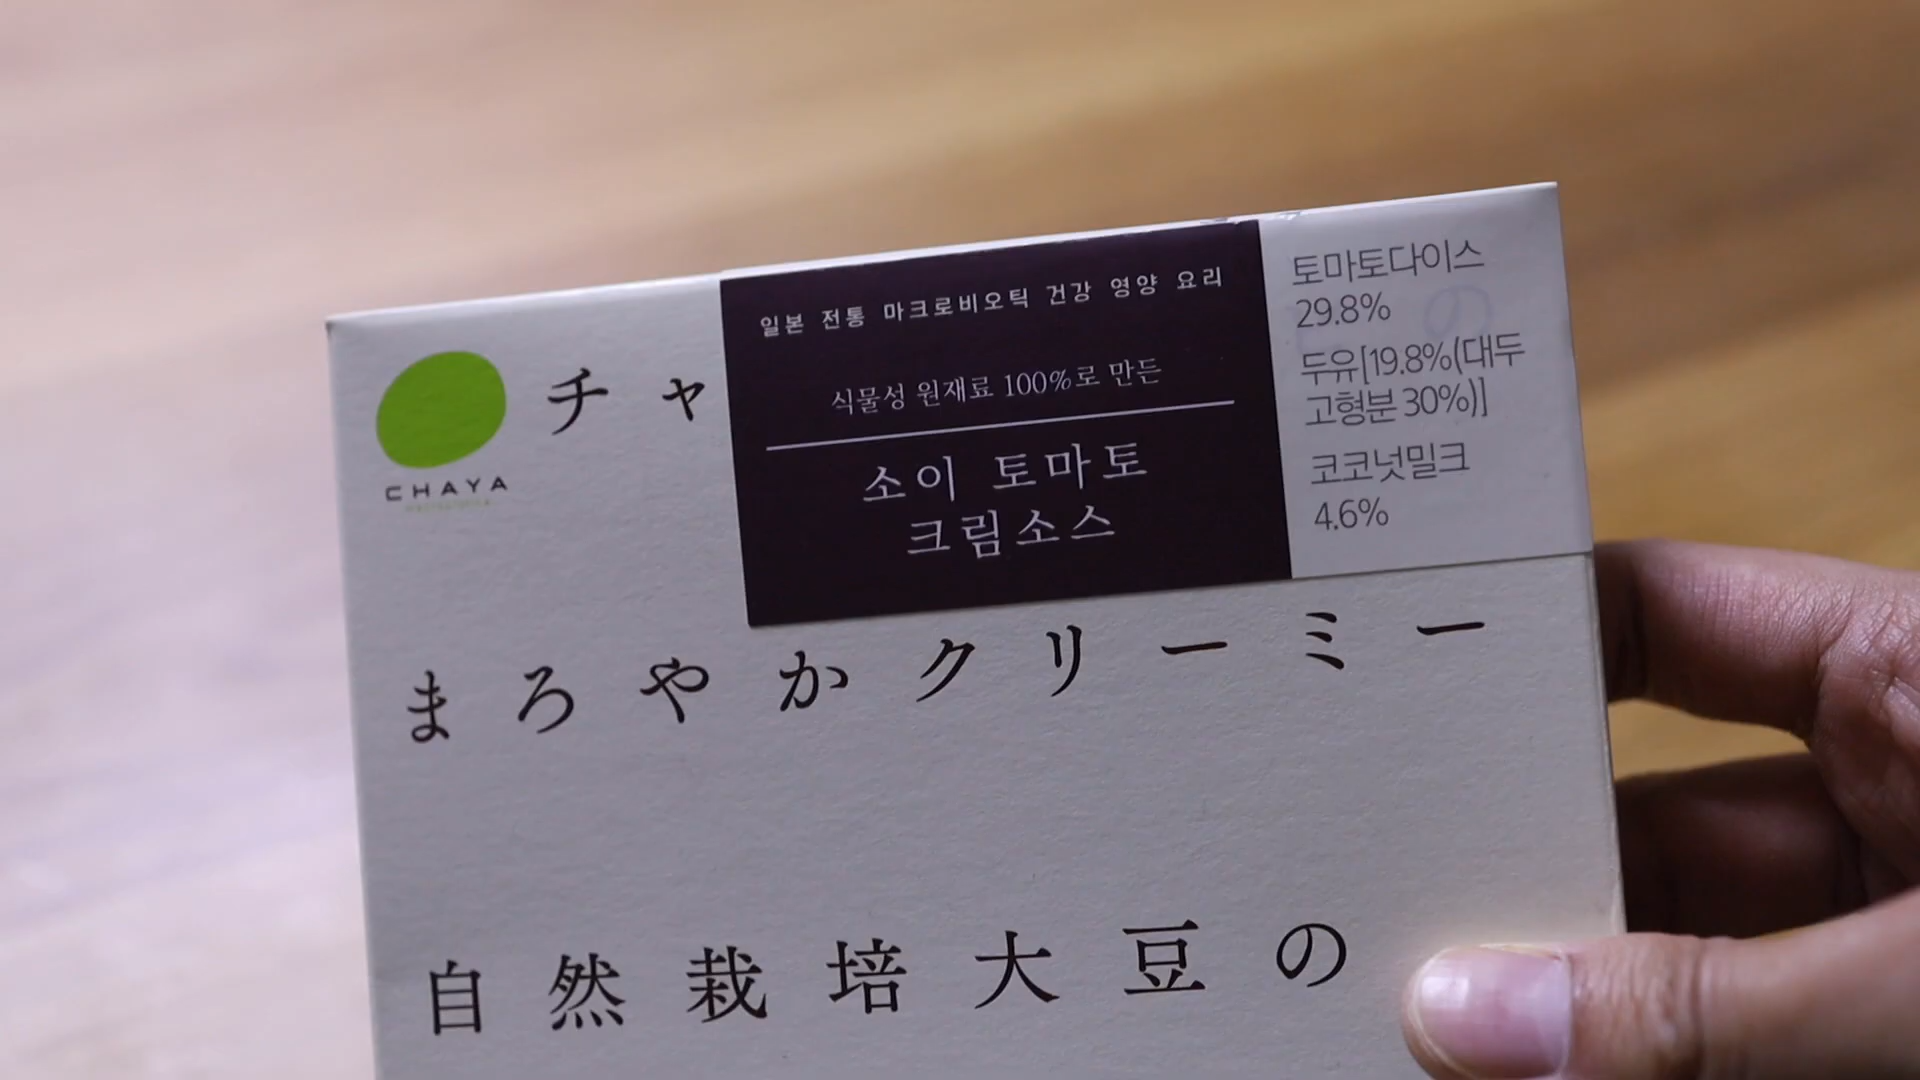 チャ
CHAYA
일본 전통 마크로비오틱 건강 영양 요리
식물성 원재료 100%로 만든
소이 토마토
크림소스
토마토다이스
29.8%
두유[19.8%(대두
고형분 30%)]
코코넛밀크
4.6%
まろやかクリーミー
自然栽培大豆の